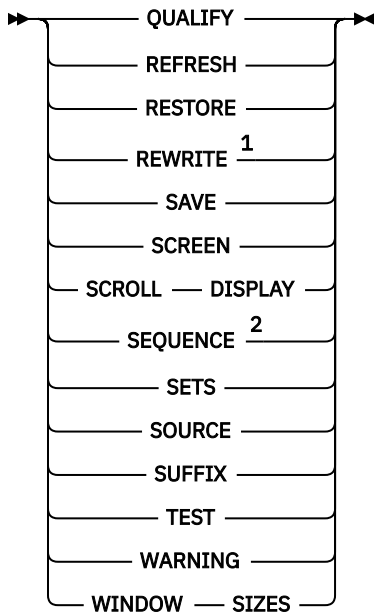 QUALIFY
REFRESH
RESTORE
REWRITE 1
SAVE
SCREEN
SCROLL DISPLAY
SEQUENCE 2
SETS
SOURCE
SUFFIX
TEST
WARNING
WINDOW SIZES